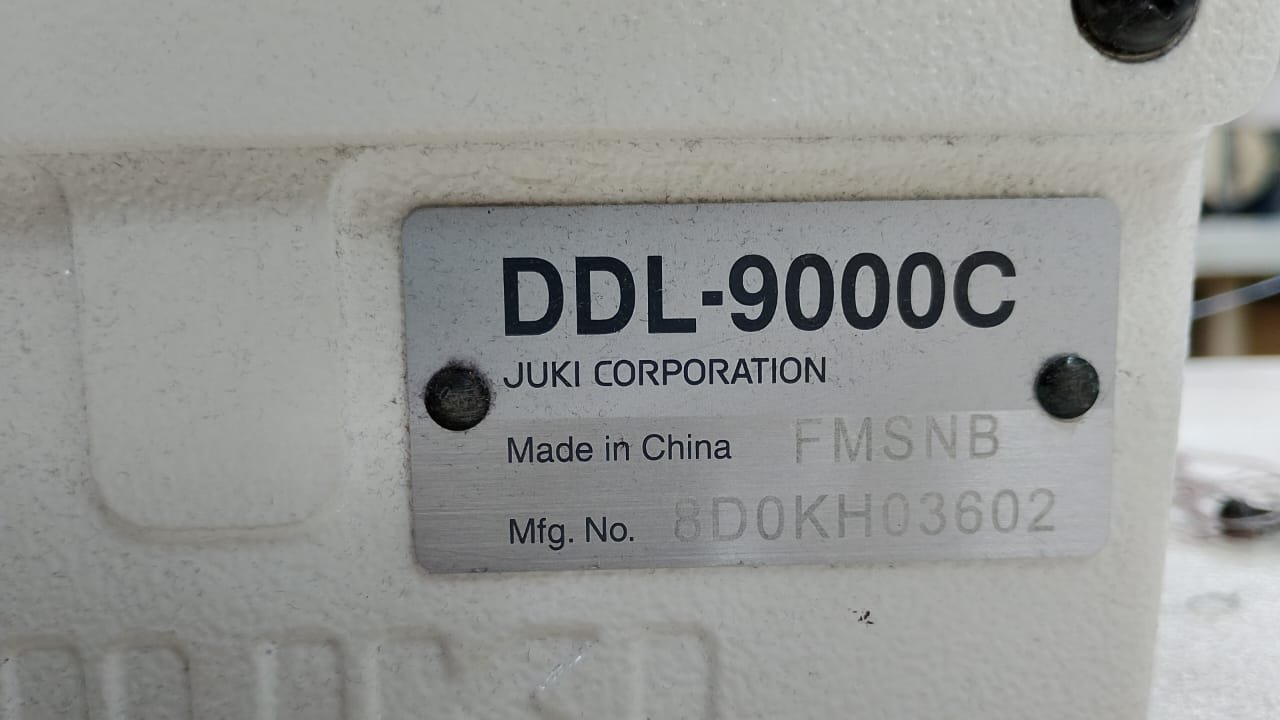 DDL-9000C
JUKI CORPORATION
Made in China FMSNB
Mfg. No. 8D0KH03602